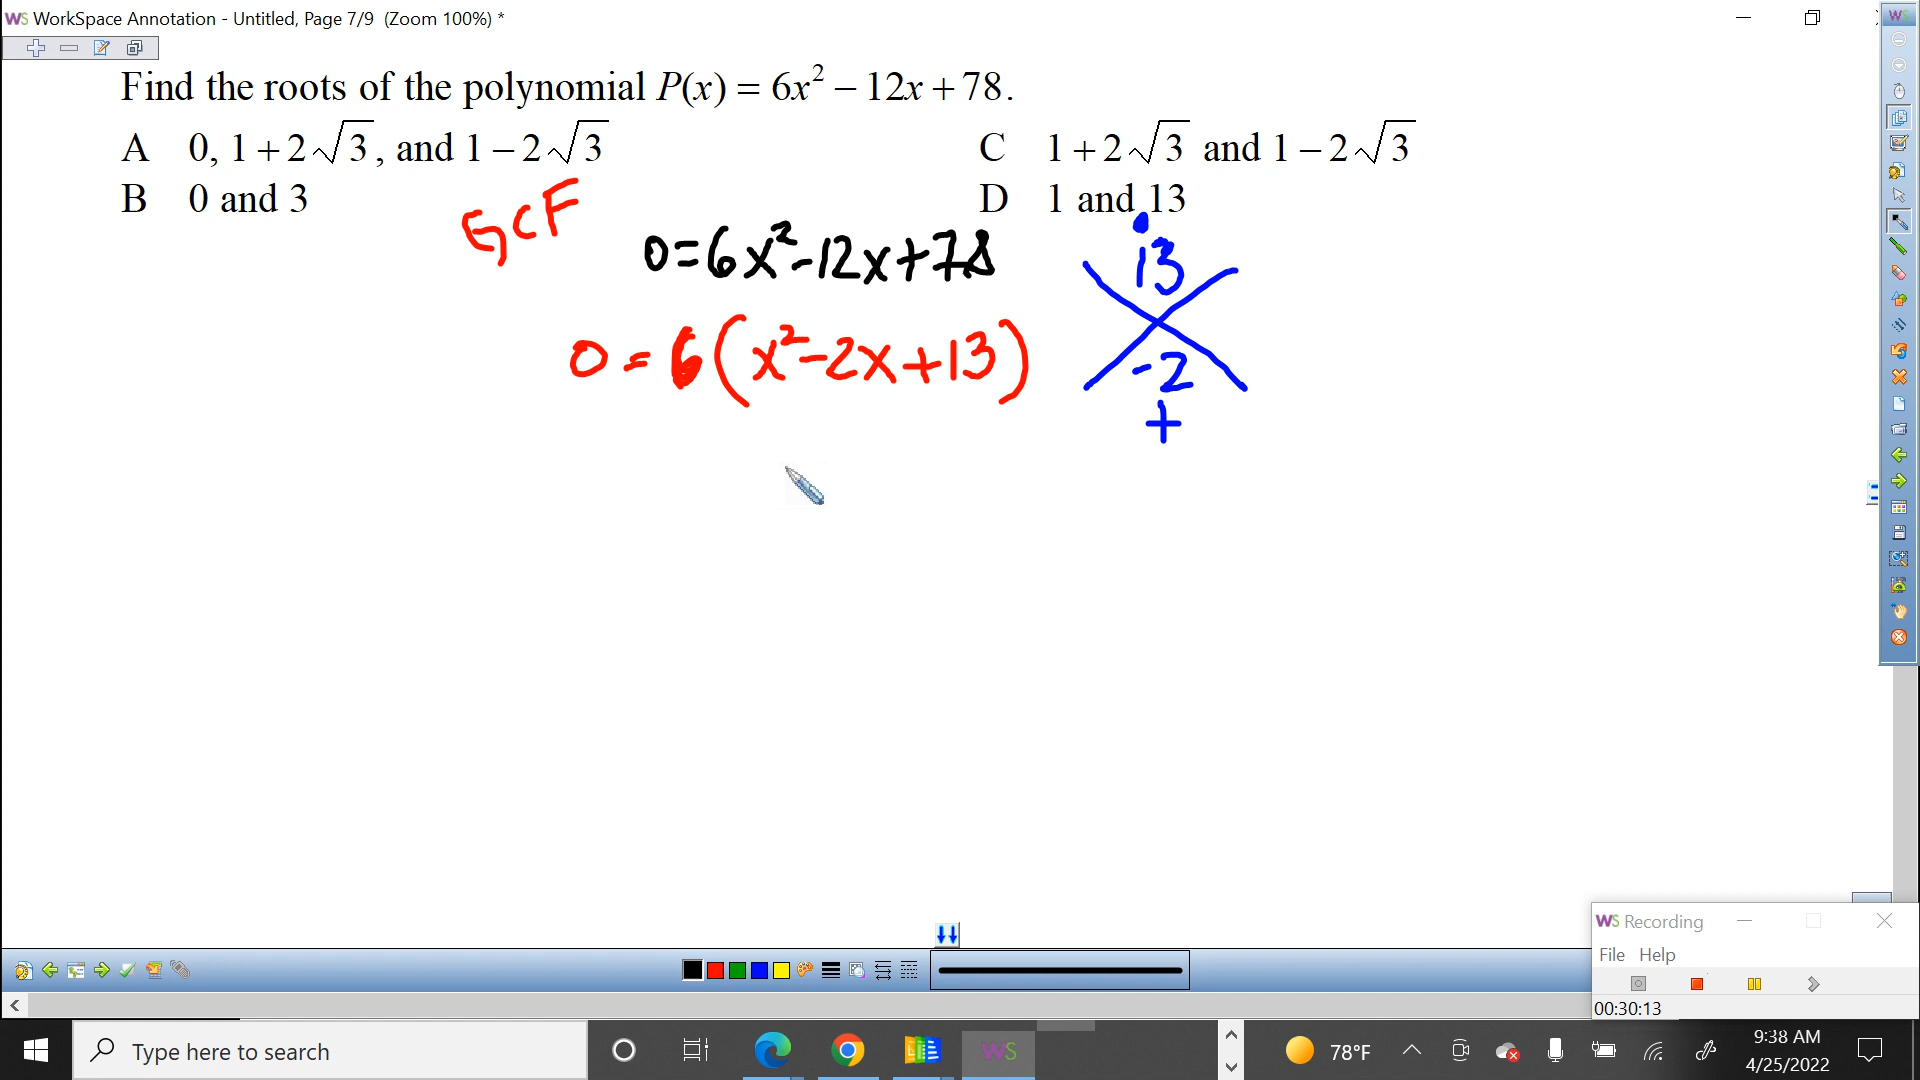 WS WorkSpace Annotation - Untitled, Page 7/9 (Zoom 100%) *
WS
Find the roots of the polynomial P(x) = 6x² − 12x + 78.
A 0, 1 + 2√3, and 1 − 2√3
C 1 + 2√3 and 1 − 2√3
B 0 and 3
D 1 and 13
GCF
0=6x²-12x+78
13
0 = 6(x²-2x+13)
-2
+
WS Recording
File Help
00:30:13
Type here to search
WS
78°F
9:38 AM
4/25/2022